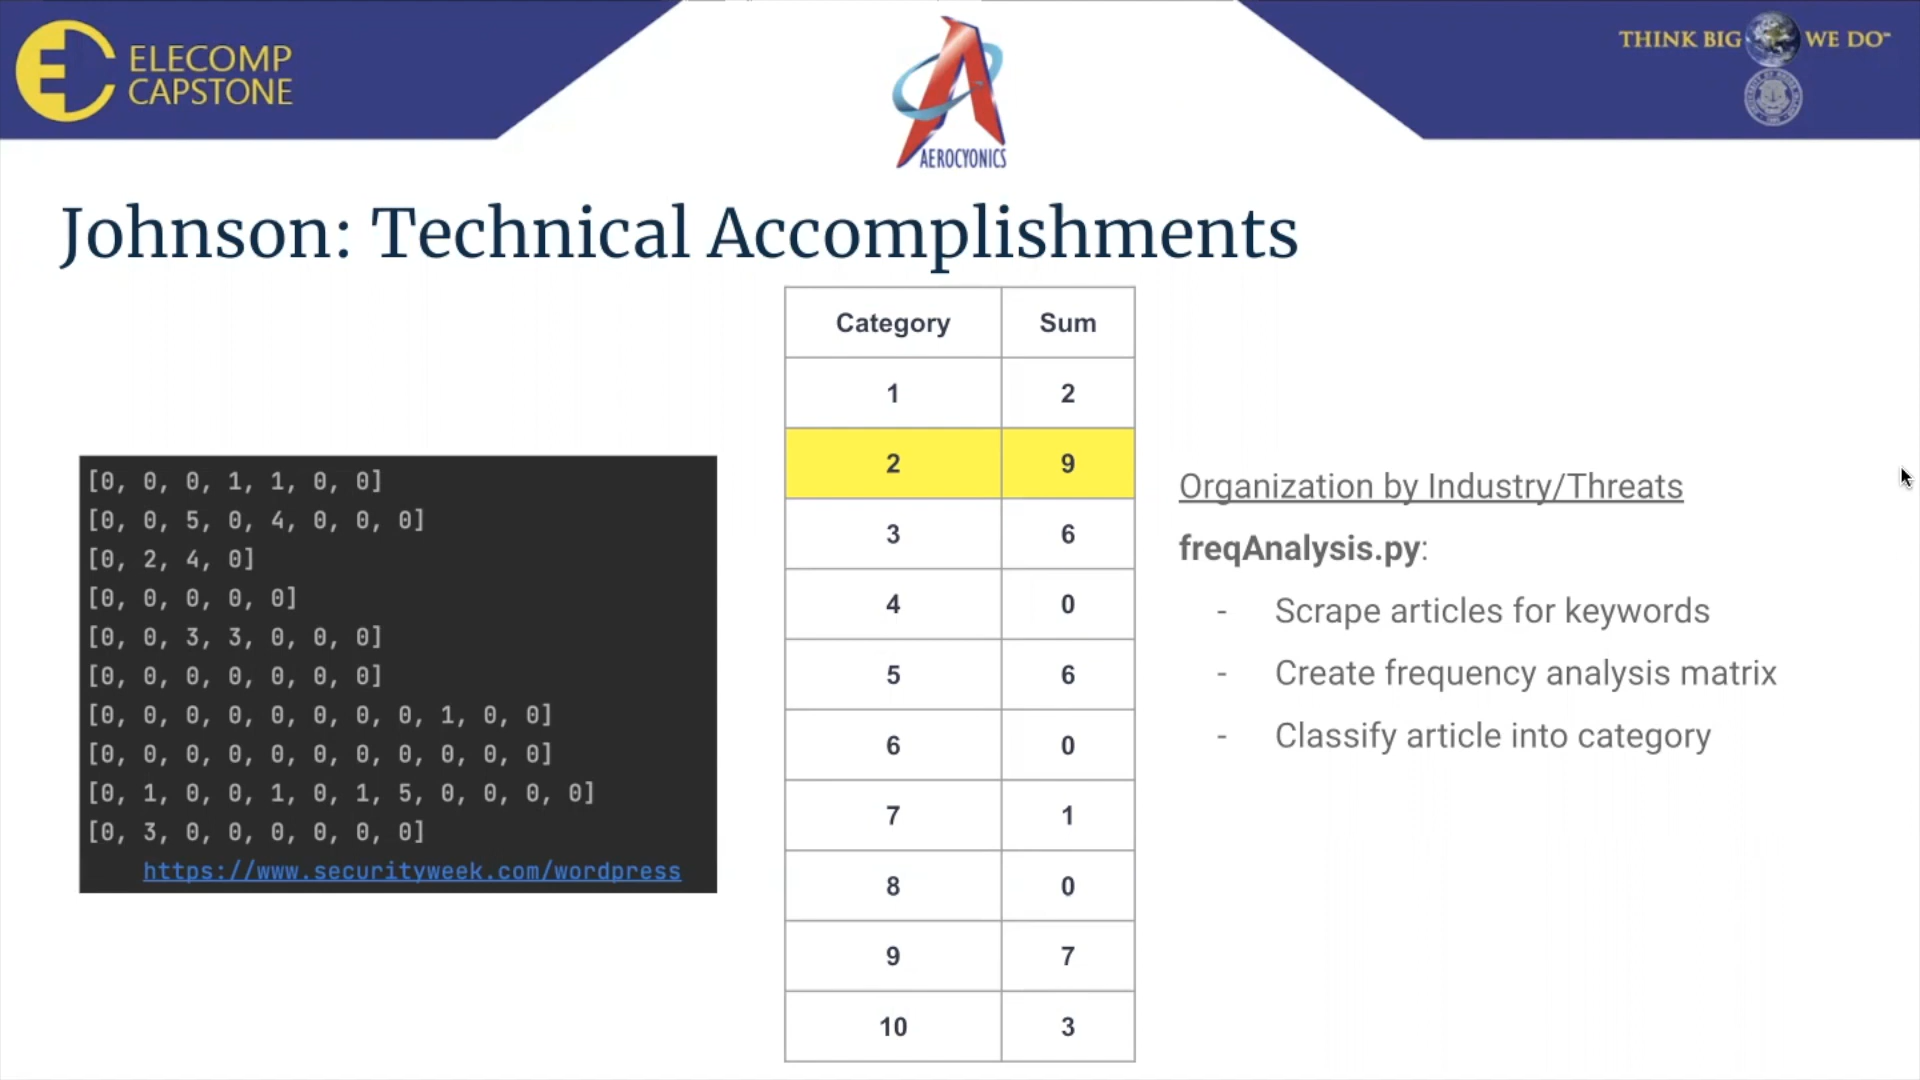 ELECOMP
CAPSTONE
AEROCYONICS
THINK BIG WE DO℠
Johnson: Technical Accomplishments
[0, 0, 0, 1, 1, 0, 0]
[0, 0, 5, 0, 4, 0, 0, 0]
[0, 2, 4, 0]
[0, 0, 0, 0, 0]
[0, 0, 3, 3, 0, 0, 0]
[0, 0, 0, 0, 0, 0, 0]
[0, 0, 0, 0, 0, 0, 0, 0, 1, 0, 0]
[0, 0, 0, 0, 0, 0, 0, 0, 0, 0, 0]
[0, 1, 0, 0, 1, 0, 1, 5, 0, 0, 0, 0]
[0, 3, 0, 0, 0, 0, 0, 0]
https://www.securityweek.com/wordpress
Category Sum
1 2
2 9
3 6
4 0
5 6
6 0
7 1
8 0
9 7
10 3
Organization by Industry/Threats
freqAnalysis.py:
- Scrape articles for keywords
- Create frequency analysis matrix
- Classify article into category